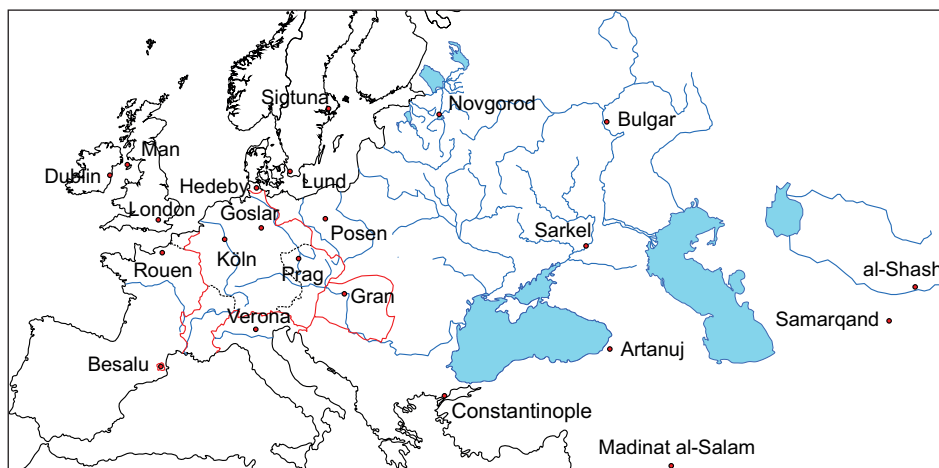 Sigtuna
Novgorod
Bulgar
Man
Dublin
Hedeby
Lund
London
Goslar
Posen
Sarkel
Rouen
Köln
Prag
al-Shash
Gran
Verona
Samarqand
Besalu
Artanuj
Constantinople
Madinat al-Salam